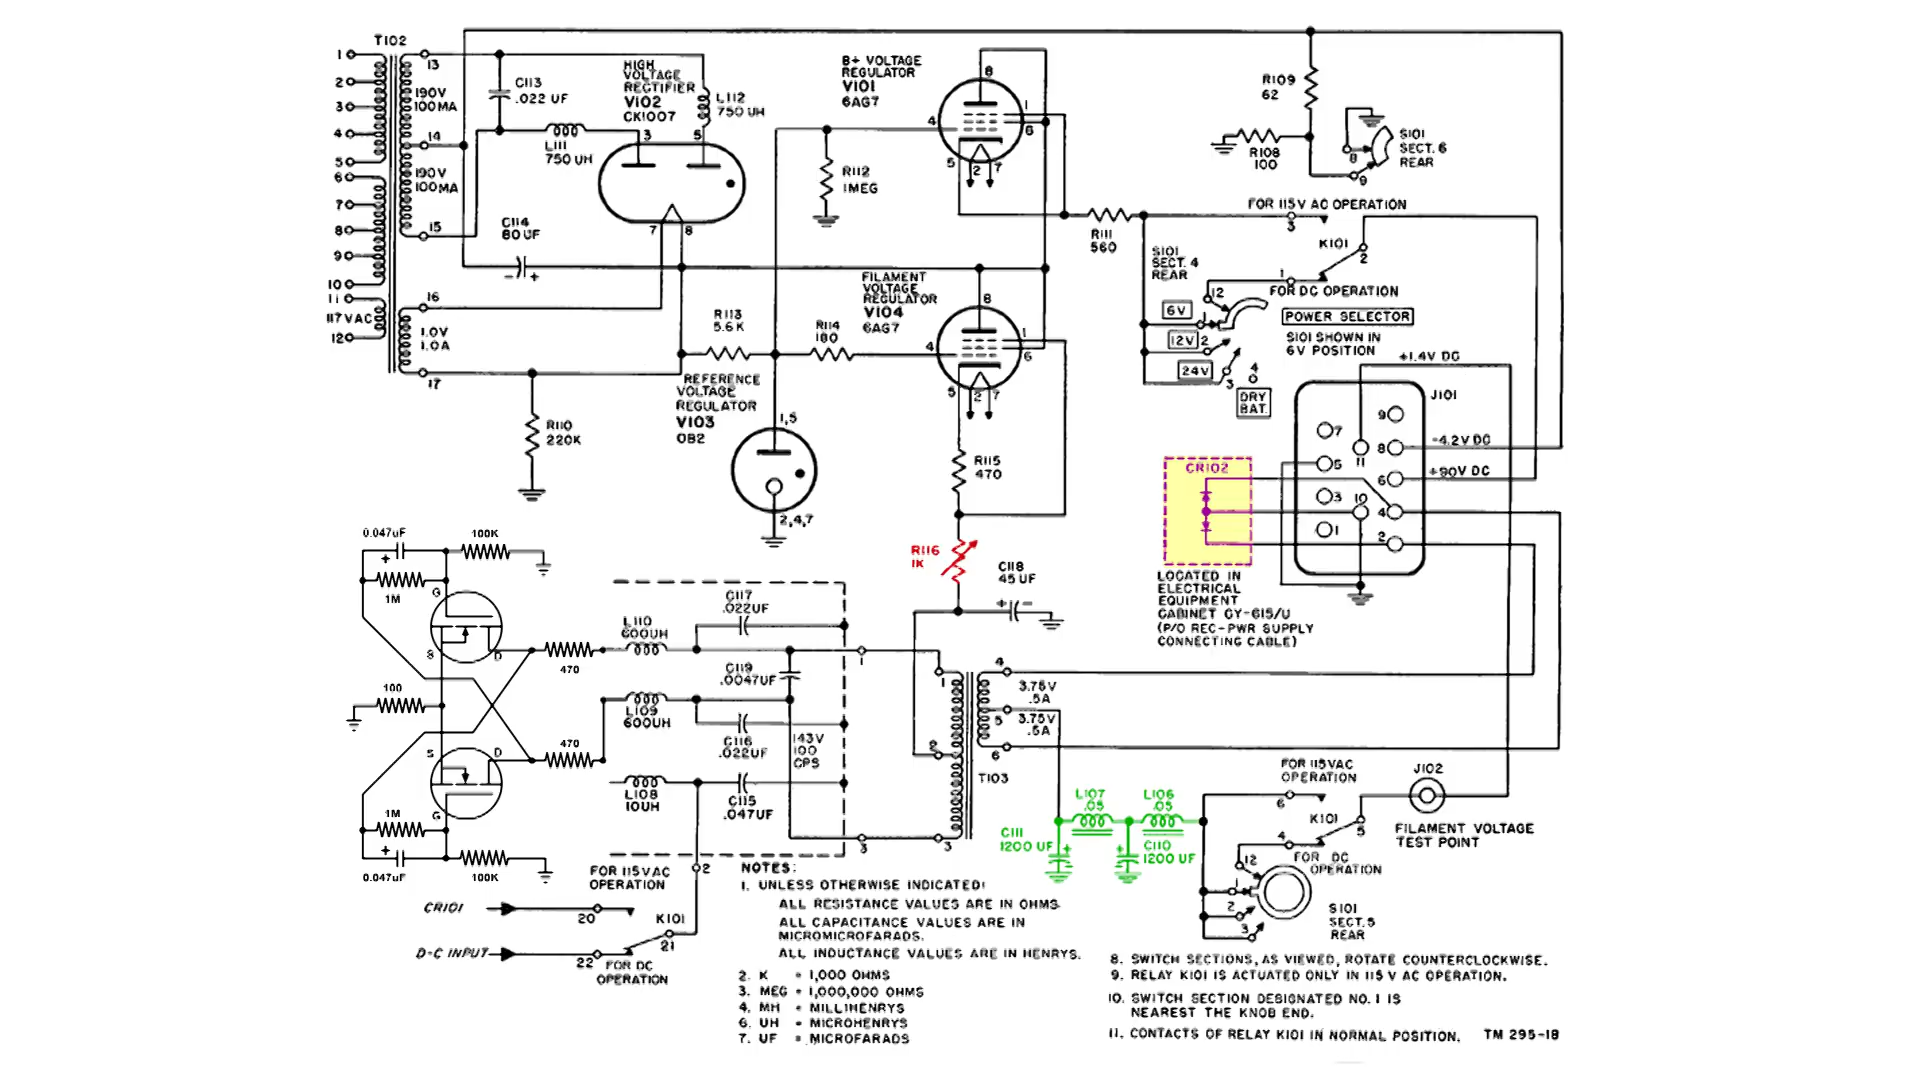 T102
1
2
3
4
5
6
7
8
9
10
11
117 VAC
12
13
190V
100MA
14
190V
100MA
15
16
1.0V
1.0A
17
C113
.022 UF
L111
750 UH
HIGH
VOLTAGE
RECTIFIER
V102
CK1007
L112
750 UH
3
5
7
8
C114
80 UF
- +
R110
220K
R113
5.6 K
R114
180
R112
1MEG
REFERENCE
VOLTAGE
REGULATOR
V103
OB2
1,5
2,4,7
B+ VOLTAGE
REGULATOR
V101
6AG7
8
4
1
6
5
2
7
FILAMENT
VOLTAGE
REGULATOR
V104
6AG7
8
4
1
6
5
2
7
R115
470
R116
1K
C118
45 UF
+ -
R111
560
R109
62
R108
100
S101
SECT. 6
REAR
8
9
FOR 115V AC OPERATION
3
K101
2
1
FOR DC OPERATION
S101
SECT. 4
REAR
12
6V
1
12V
2
24V
3
4
DRY
BAT.
POWER SELECTOR
S101 SHOWN IN
6V POSITION
+1.4V DC
J101
9
7
11
8
-4.2V DC
5
6
+90V DC
3
10
4
1
2
CR102
LOCATED IN
ELECTRICAL
EQUIPMENT
CABINET CY-615/U
(P/O REC-PWR SUPPLY
CONNECTING CABLE)
0.047uF
+
100K
1M
G
S
D
470
100
S
D
470
G
1M
+
0.047uF
100K
L110
600UH
C117
.022UF
C119
.0047UF
L109
600UH
C116
.022UF
143V
100
CPS
L108
10UH
C115
.047UF
1
2
3
1
2
3
4
3.75V
.5A
5
3.75V
.5A
6
T103
L107
.05
L106
.05
C111
1200 UF
+
C110
1200 UF
+
FOR 115VAC
OPERATION
6
K101
5
4
FOR DC
OPERATION
J102
FILAMENT VOLTAGE
TEST POINT
12
1
2
3
S101
SECT. 5
REAR
FOR 115VAC
OPERATION
CR101
20
K101
21
D-C INPUT
22
FOR DC
OPERATION
NOTES:
1. UNLESS OTHERWISE INDICATED:
ALL RESISTANCE VALUES ARE IN OHMS.
ALL CAPACITANCE VALUES ARE IN
MICROMICROFARADS.
ALL INDUCTANCE VALUES ARE IN HENRYS.
2. K = 1,000 OHMS
3. MEG = 1,000,000 OHMS
4. MH = MILLIHENRYS
6. UH = MICROHENRYS
7. UF = MICROFARADS
8. SWITCH SECTIONS, AS VIEWED, ROTATE COUNTERCLOCKWISE.
9. RELAY K101 IS ACTUATED ONLY IN 115 V AC OPERATION.
10. SWITCH SECTION DESIGNATED NO. 1 IS
NEAREST THE KNOB END.
11. CONTACTS OF RELAY K101 IN NORMAL POSITION. TM 295-18